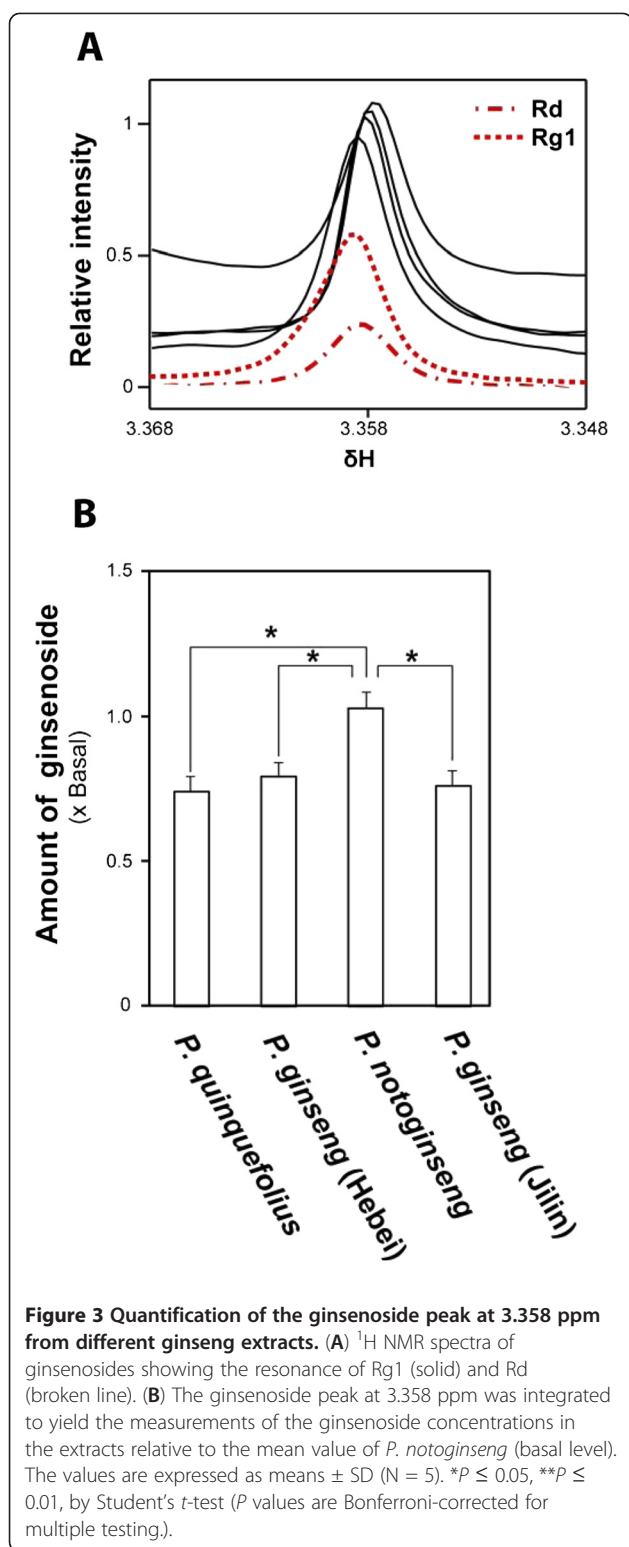 A
Relative intensity
1
0.5
0
Rd
Rg1
3.368
3.358
3.348
δH
B
Amount of ginsenoside
(x Basal)
1.5
1.0
0.5
0
*
*
*
P. quinquefolius
P. ginseng (Hebei)
P. notoginseng
P. ginseng (Jilin)
Figure 3 Quantification of the ginsenoside peak at 3.358 ppm
from different ginseng extracts. (A) ¹H NMR spectra of
ginsenosides showing the resonance of Rg1 (solid) and Rd
(broken line). (B) The ginsenoside peak at 3.358 ppm was integrated
to yield the measurements of the ginsenoside concentrations in
the extracts relative to the mean value of P. notoginseng (basal level).
The values are expressed as means ± SD (N = 5). *P ≤ 0.05, **P ≤
0.01, by Student's t-test (P values are Bonferroni-corrected for
multiple testing.).